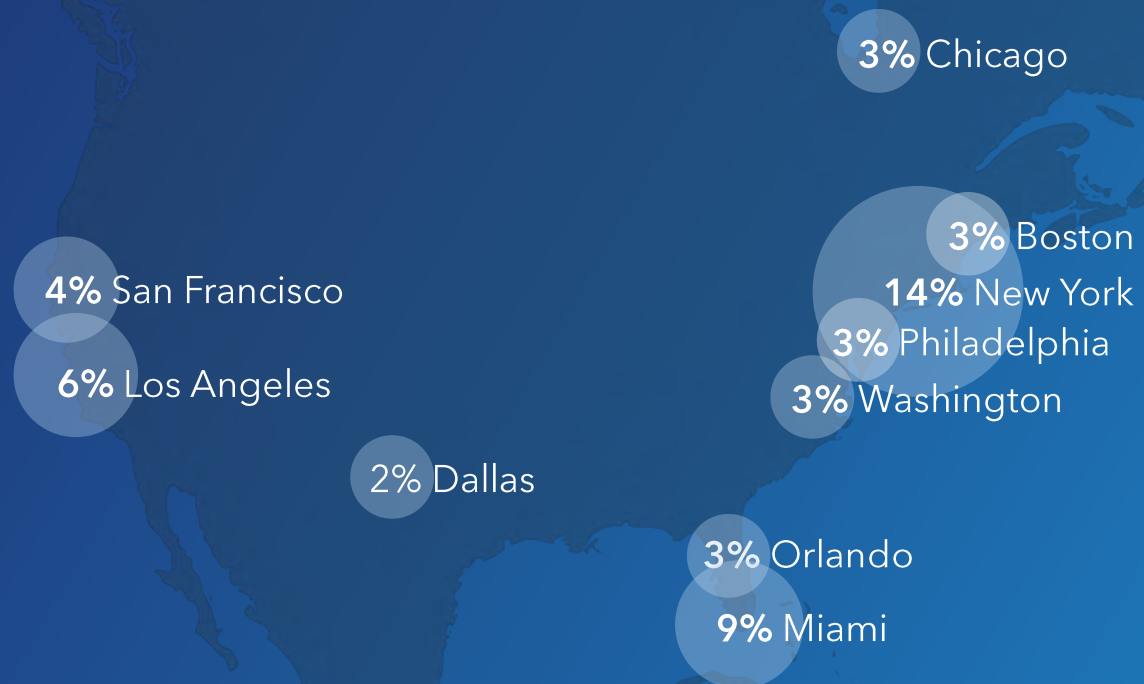 3% Chicago
3% Boston
4% San Francisco
14% New York
3% Philadelphia
6% Los Angeles
3% Washington
2% Dallas
3% Orlando
9% Miami